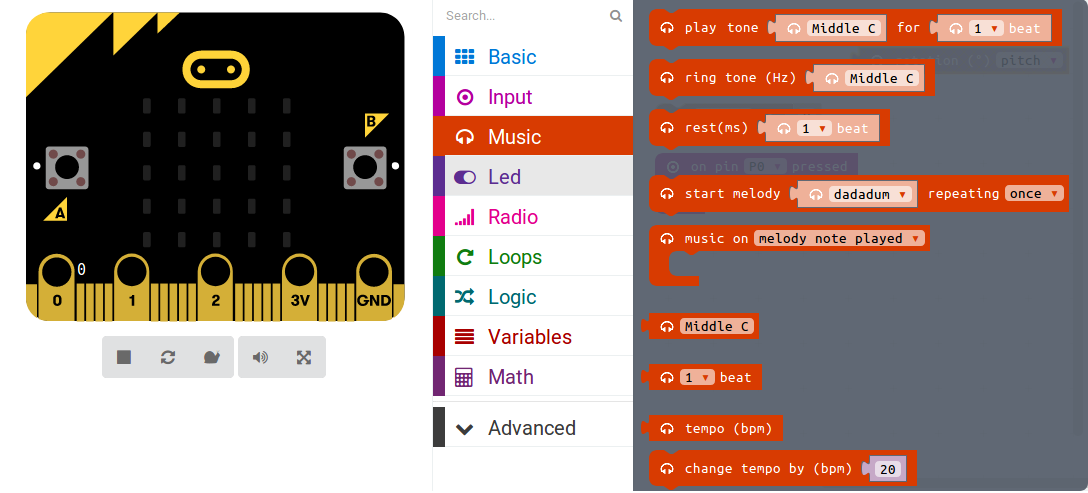 B
A
0
0
1
2
3V
GND
Search...
Basic
Input
Music
Led
Radio
Loops
Logic
Variables
Math
Advanced
play tone Middle C for 1 beat
pitch
ring tone (Hz) Middle C
rest(ms) 1 beat
on pin P0 pressed
start melody dadadum repeating once
music on melody note played
Middle C
1 beat
tempo (bpm)
change tempo by (bpm) 20